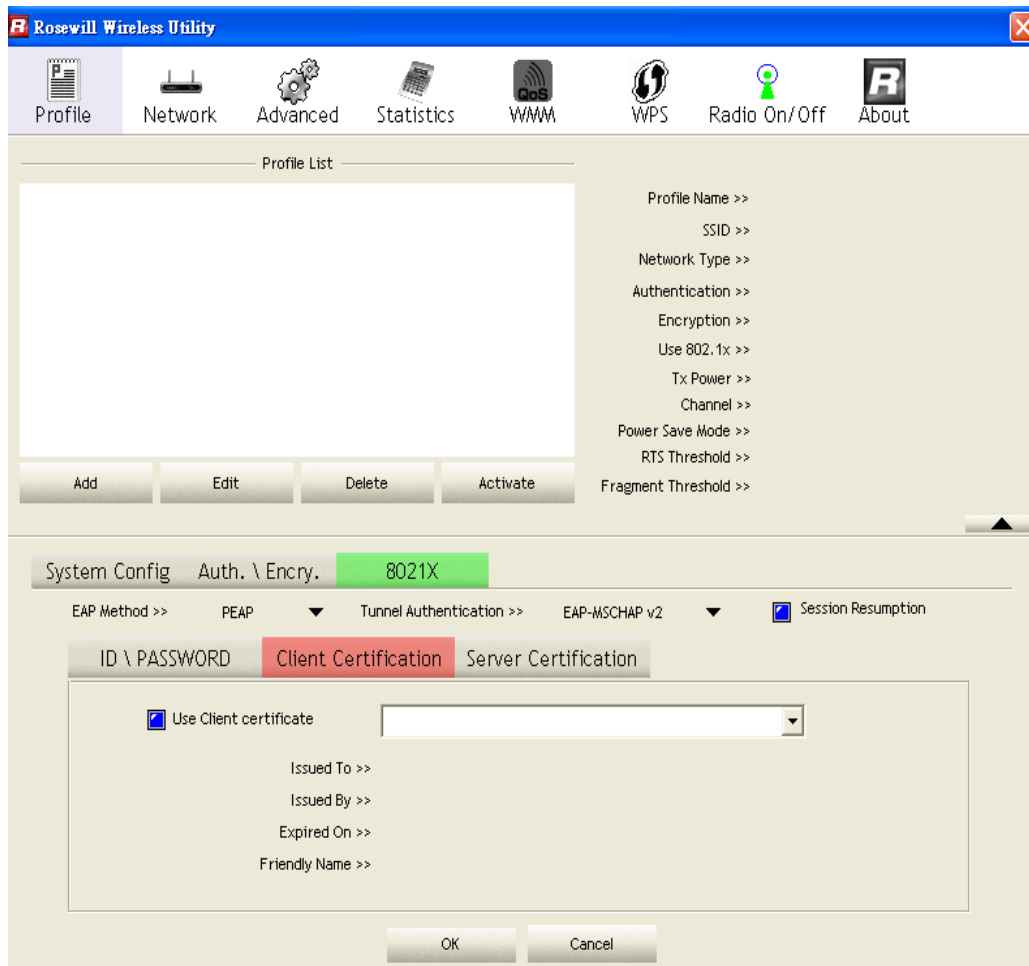 R Rosewill Wireless Utility
Profile Network Advanced Statistics QoS WMM WPS Radio On/Off R About
Profile List
Profile Name >>
SSID >>
Network Type >>
Authentication >>
Encryption >>
Use 802.1x >>
Tx Power >>
Channel >>
Power Save Mode >>
RTS Threshold >>
Fragment Threshold >>
Add Edit Delete Activate
System Config Auth. \ Encry. 8021X
EAP Method >> PEAP Tunnel Authentication >> EAP-MSCHAP v2 Session Resumption
ID \ PASSWORD Client Certification Server Certification
Use Client certificate
Issued To >>
Issued By >>
Expired On >>
Friendly Name >>
OK Cancel